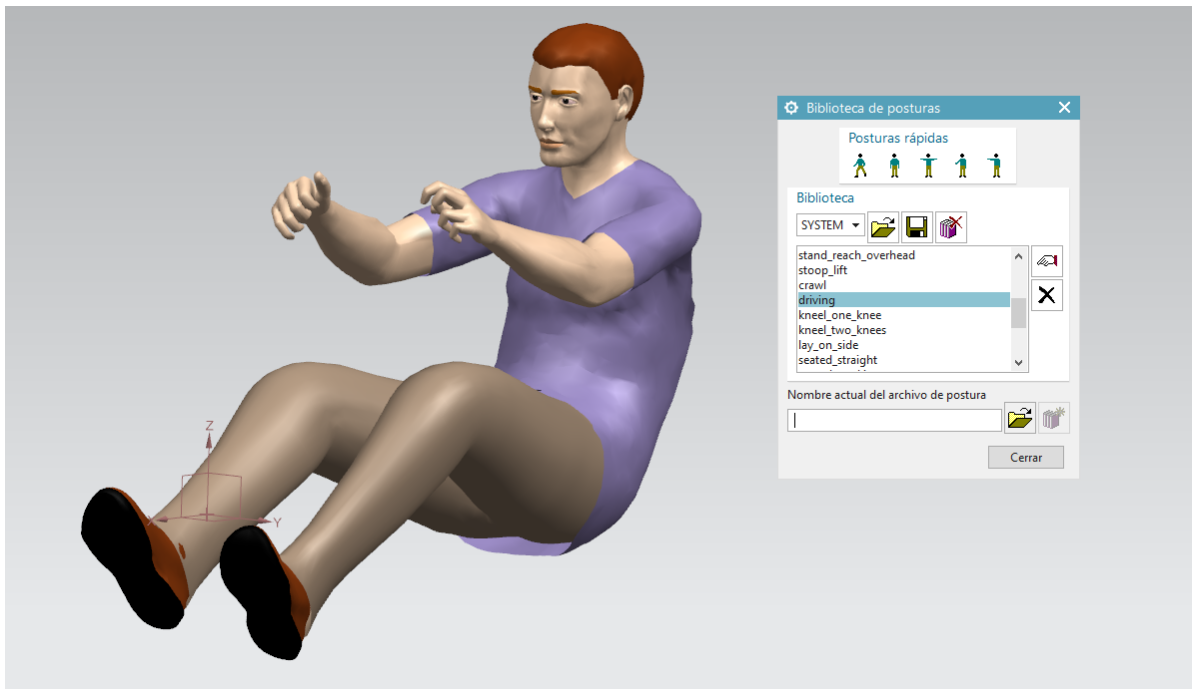 Biblioteca de posturas
Posturas rápidas
Biblioteca
SYSTEM
stand_reach_overhead
stoop_lift
crawl
driving
kneel_one_knee
kneel_two_knees
lay_on_side
seated_straight
Nombre actual del archivo de postura
Cerrar
Z
X
Y